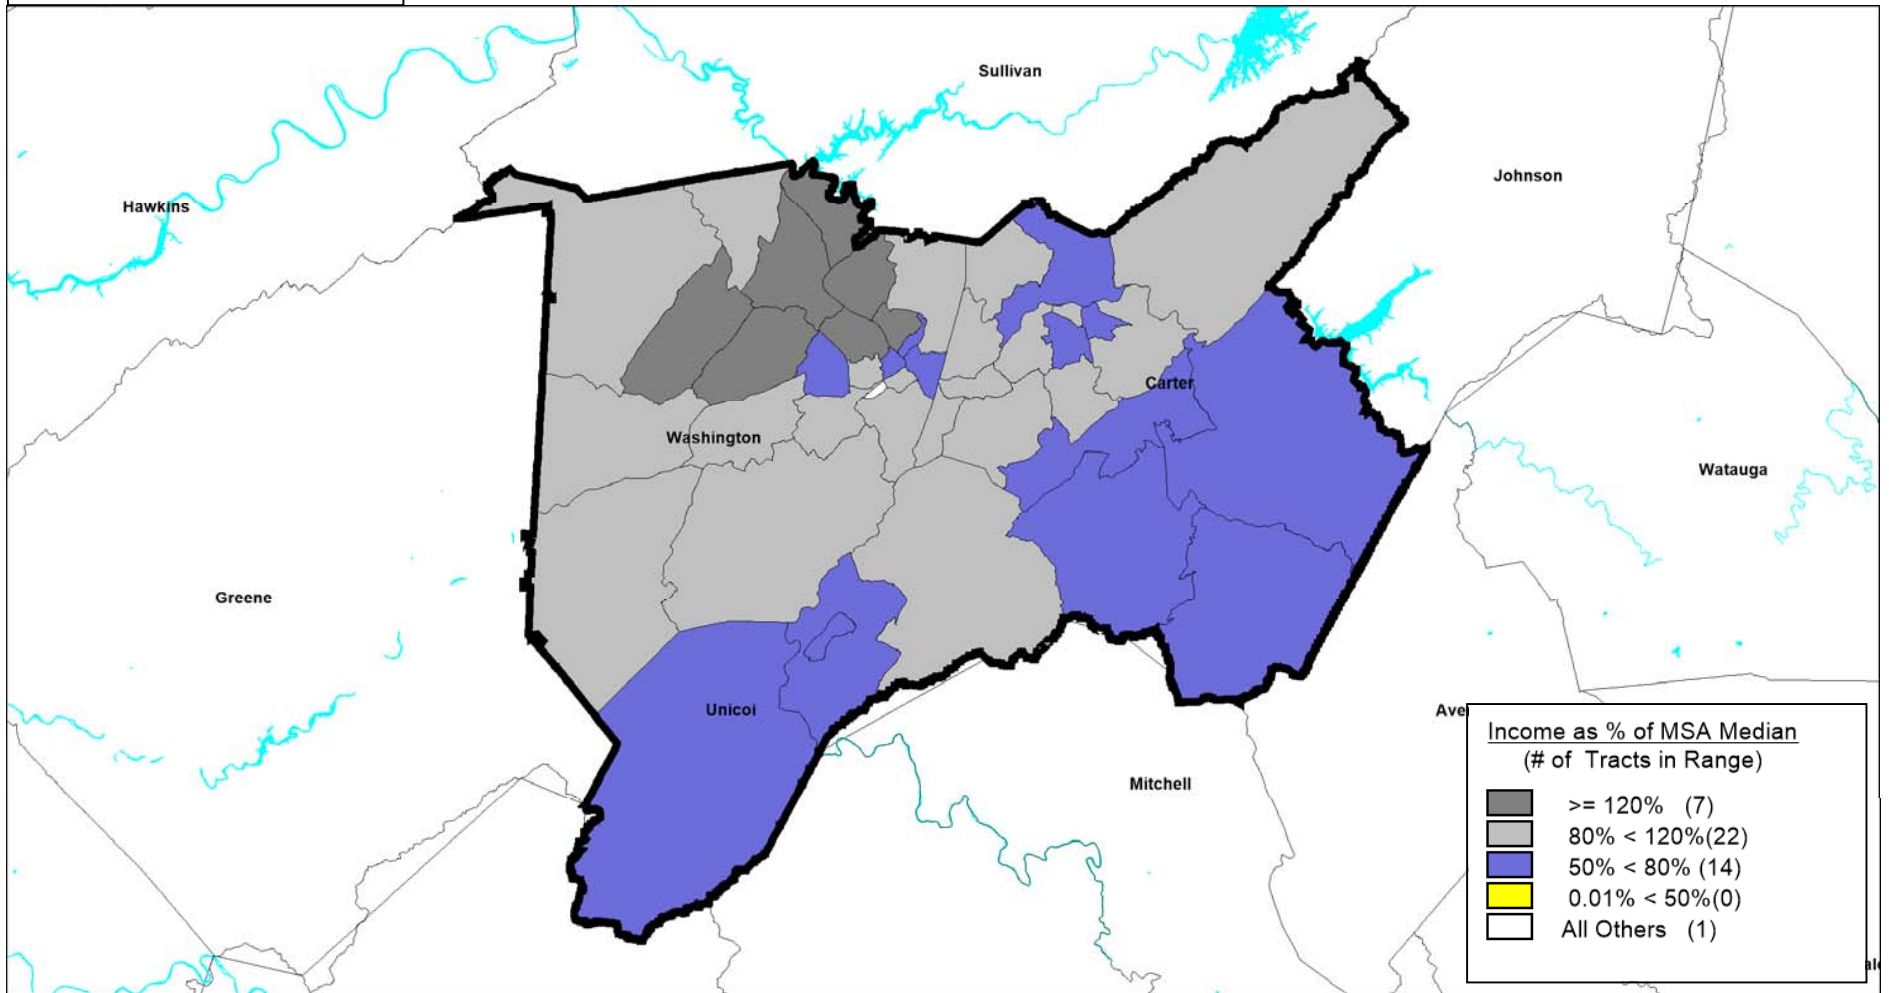 Sullivan
Johnson
Hawkins
Carter
Washington
Watauga
Greene
Unicoi
Mitchell
Ave
Income as % of MSA Median
(# of Tracts in Range)
>= 120% (7)
80% < 120%(22)
50% < 80% (14)
0.01% < 50%(0)
All Others (1)